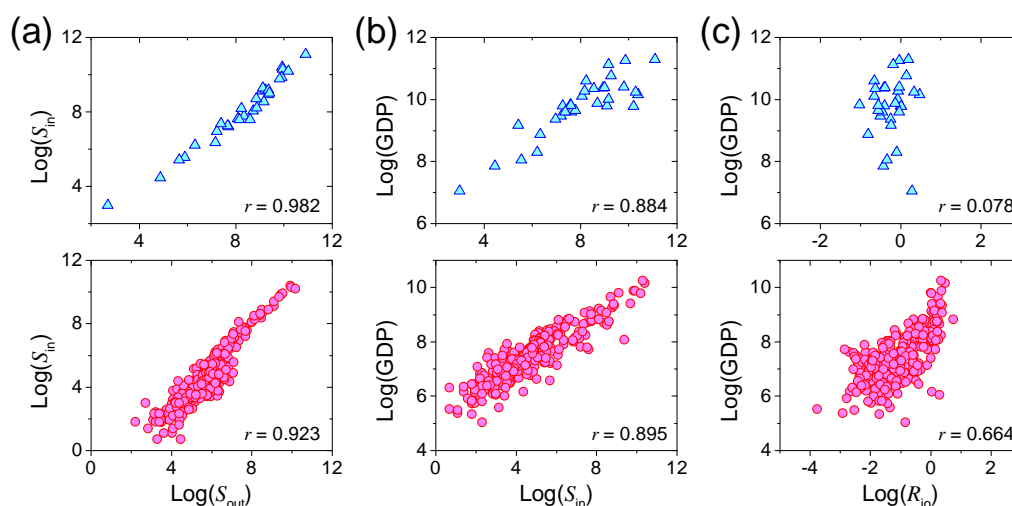 (a)
(b)
(c)
12
8
4
Log(S_in)
r = 0.982
4
8
12
12
10
8
6
Log(GDP)
r = 0.884
4
8
12
12
10
8
6
Log(GDP)
r = 0.078
-2
0
2
12
8
4
0
Log(S_in)
r = 0.923
0
4
8
12
Log(S_out)
10
8
6
4
Log(GDP)
r = 0.895
0
4
8
12
Log(S_in)
10
8
6
4
Log(GDP)
r = 0.664
-4
-2
0
2
Log(R_io)